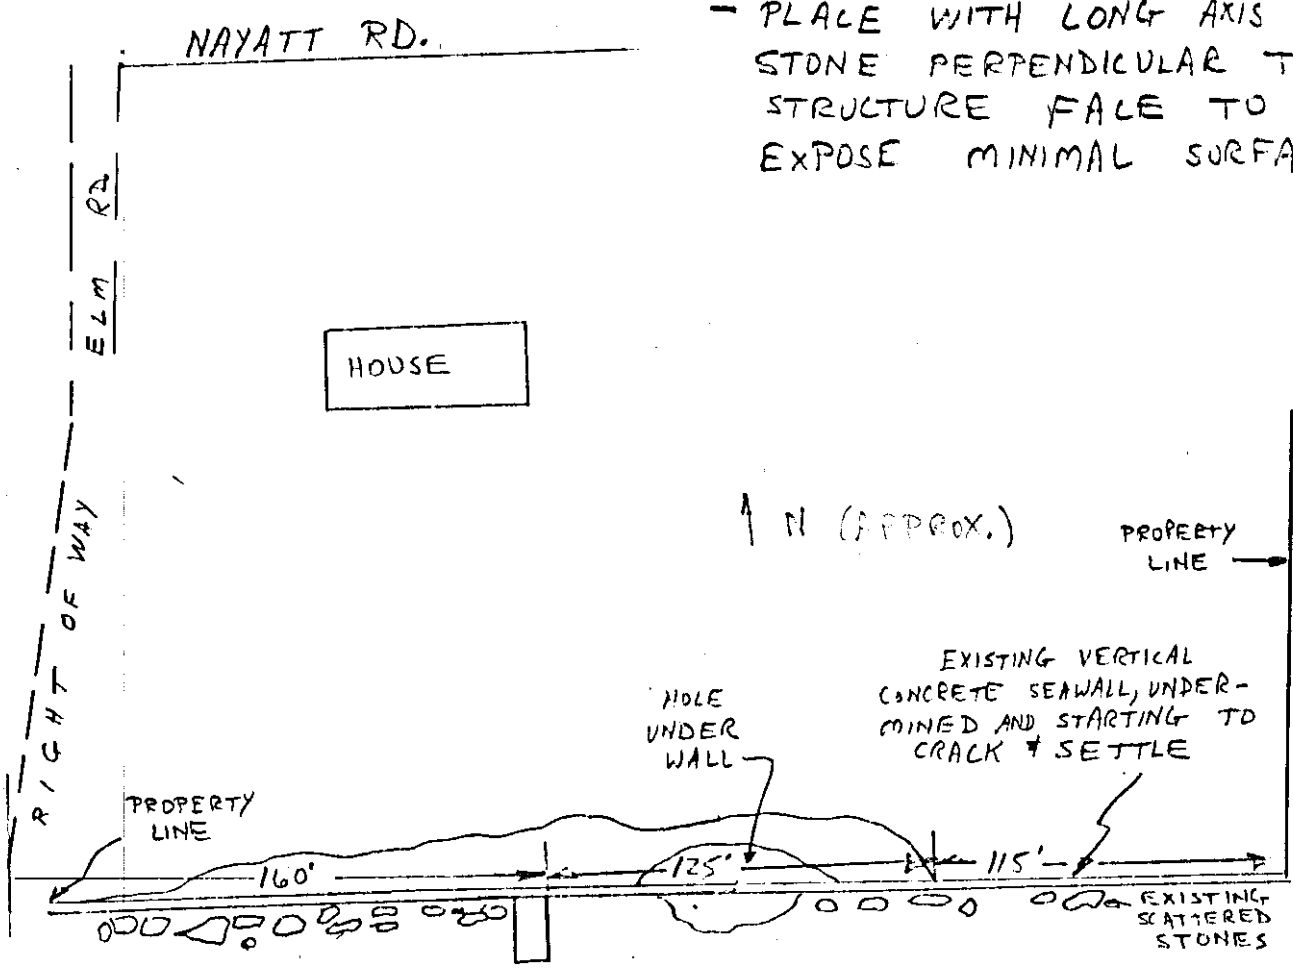 NAYATT RD.
- PLACE WITH LONG AXIS
STONE PERPENDICULAR T
STRUCTURE FACE TO
EXPOSE MINIMAL SURFA
ELM RD
HOUSE
RIGHT OF WAY
N (APPROX.)
PROPERTY
LINE
EXISTING VERTICAL
CONCRETE SEAWALL, UNDER-
MINED AND STARTING TO
CRACK & SETTLE
HOLE
UNDER
WALL
PROPERTY
LINE
160'
125'
115'
EXISTING
SCATTERED
STONES